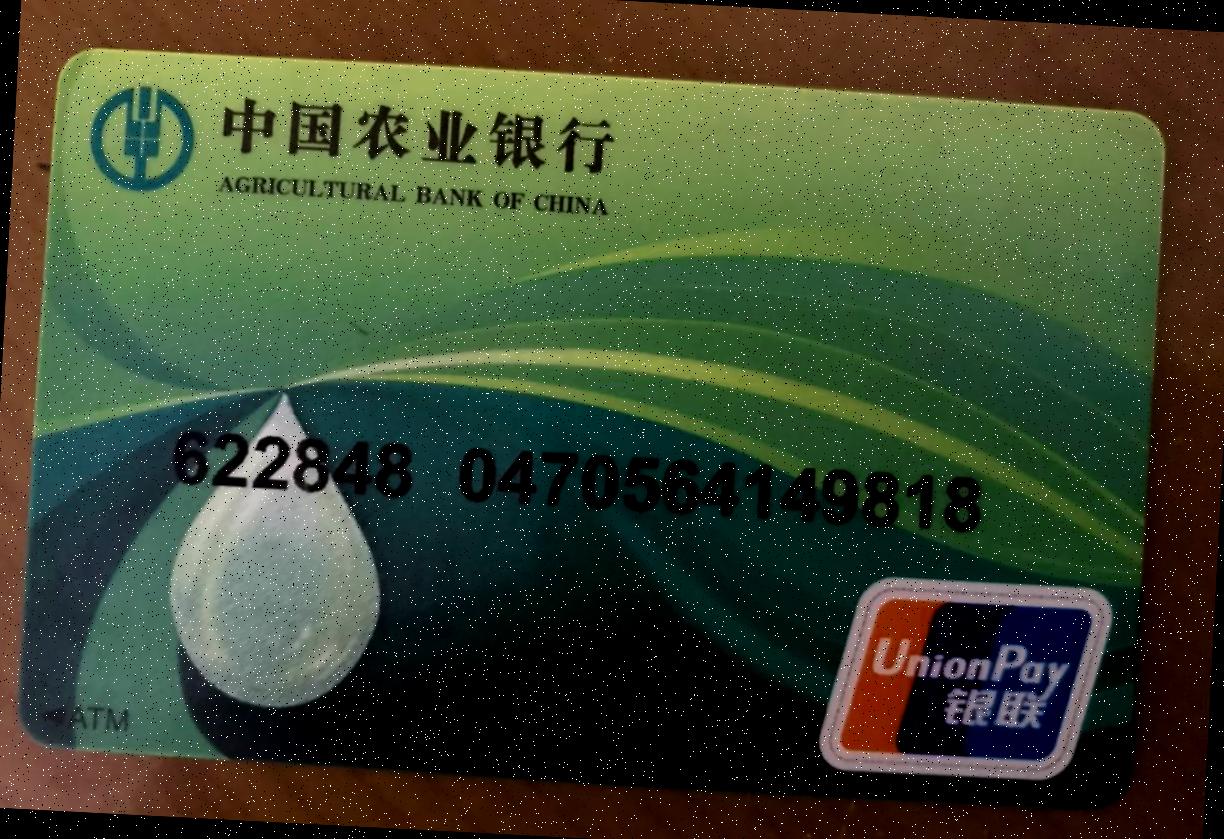 中国农业银行
AGRICULTURAL BANK OF CHINA
622848 0470564149818
ATM
UnionPay
银联